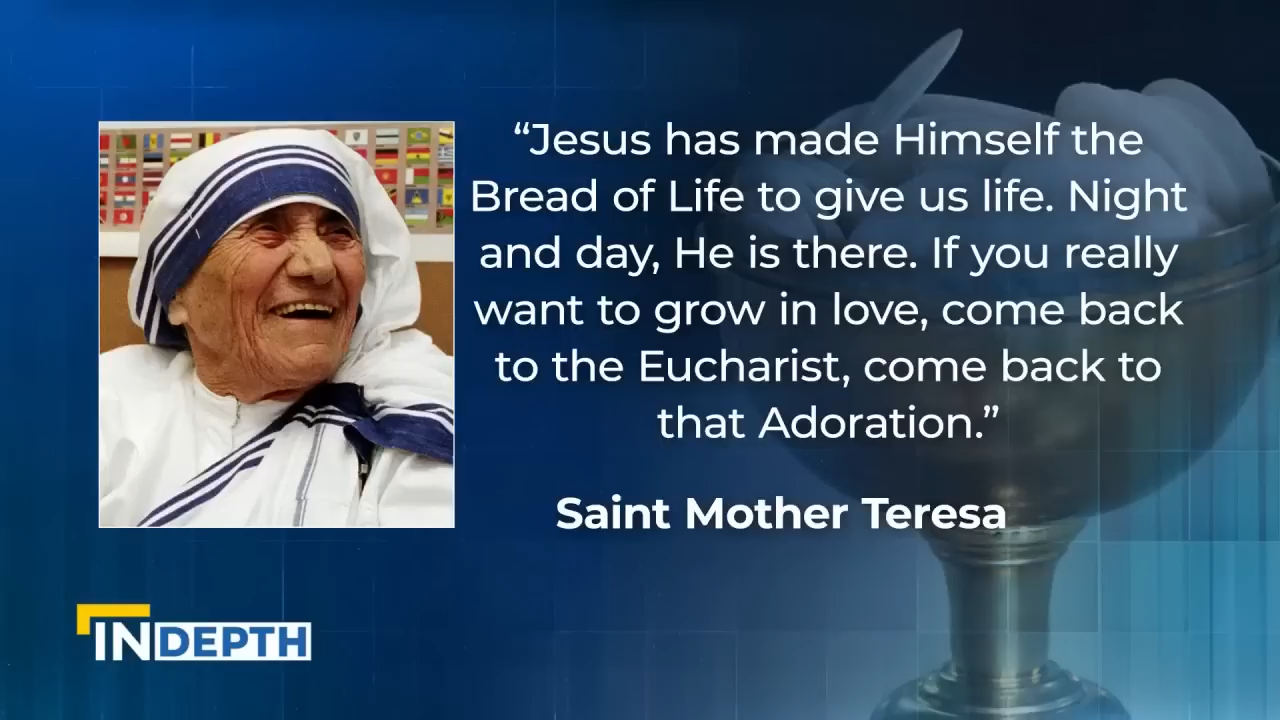 “Jesus has made Himself the
Bread of Life to give us life. Night
and day, He is there. If you really
want to grow in love, come back
to the Eucharist, come back to
that Adoration.”
Saint Mother Teresa
INDEPTH